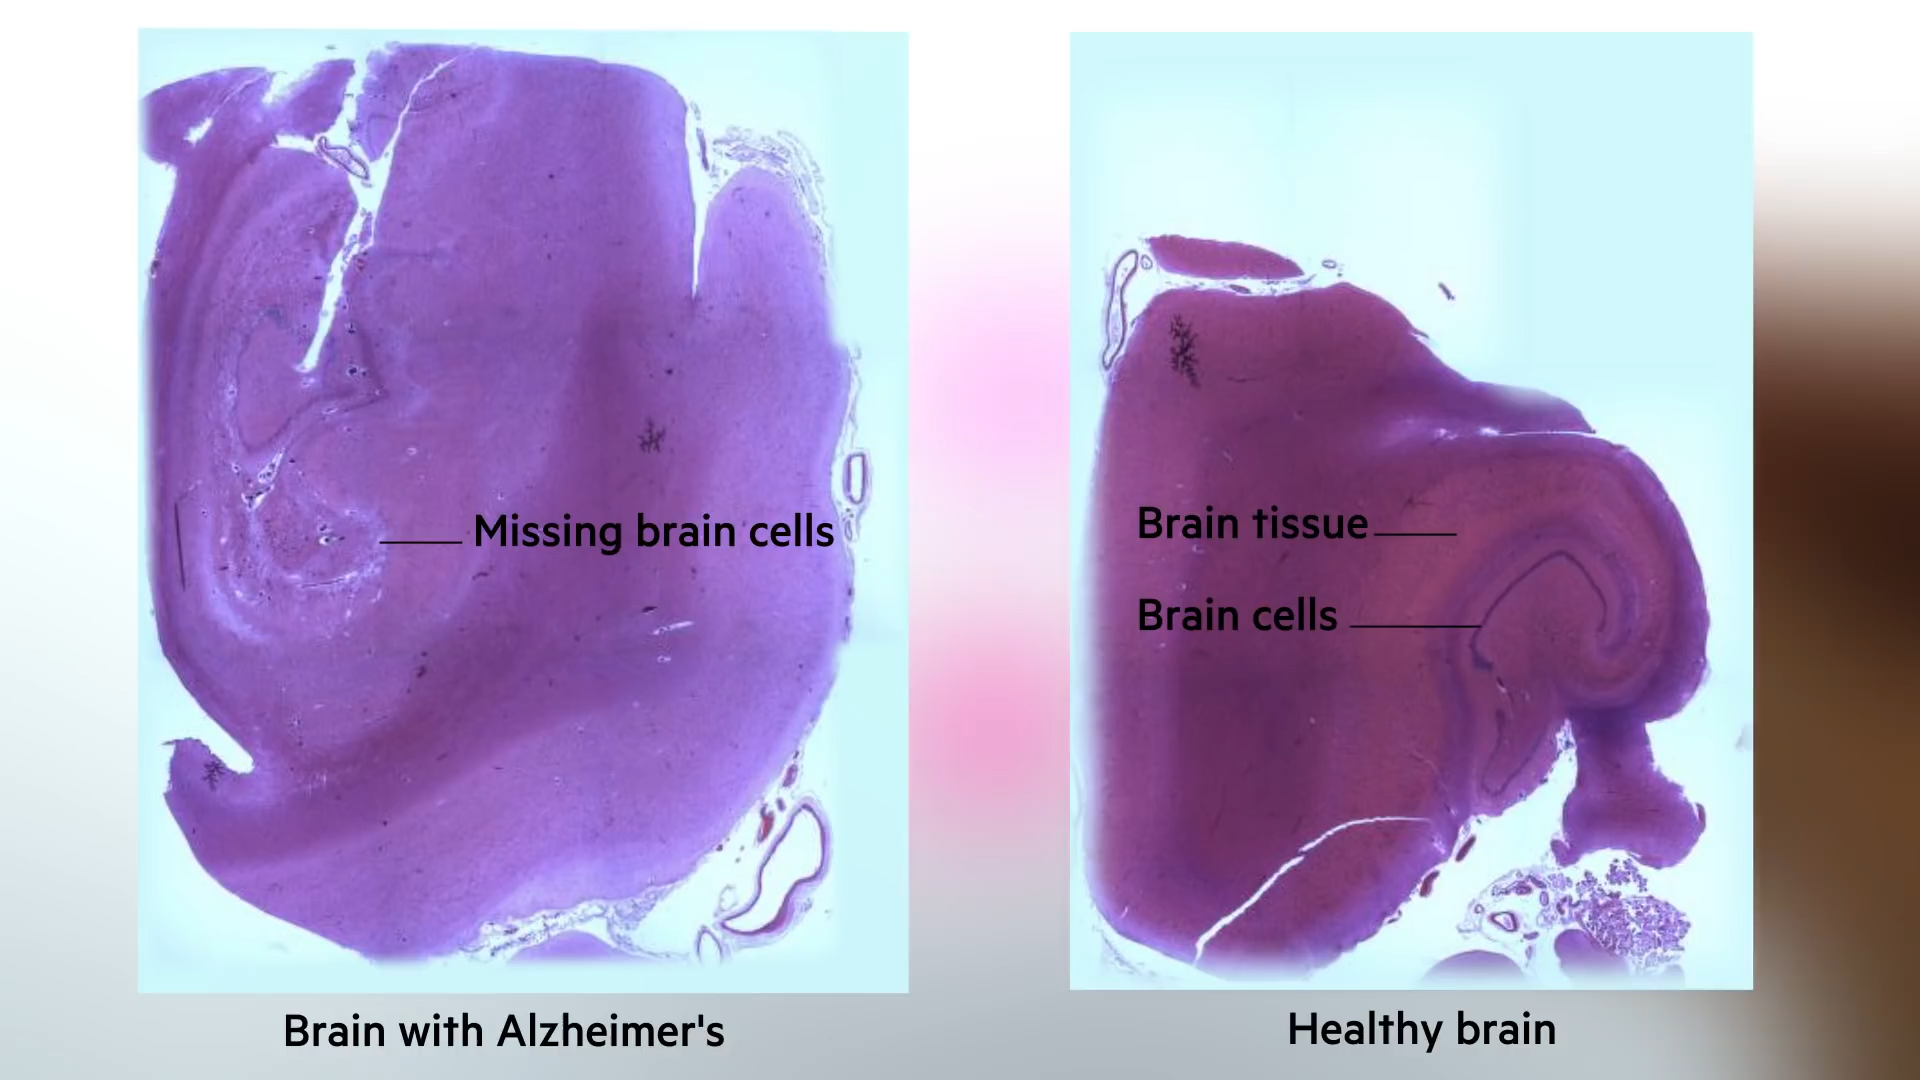 Missing brain cells
Brain tissue
Brain cells
Brain with Alzheimer's
Healthy brain